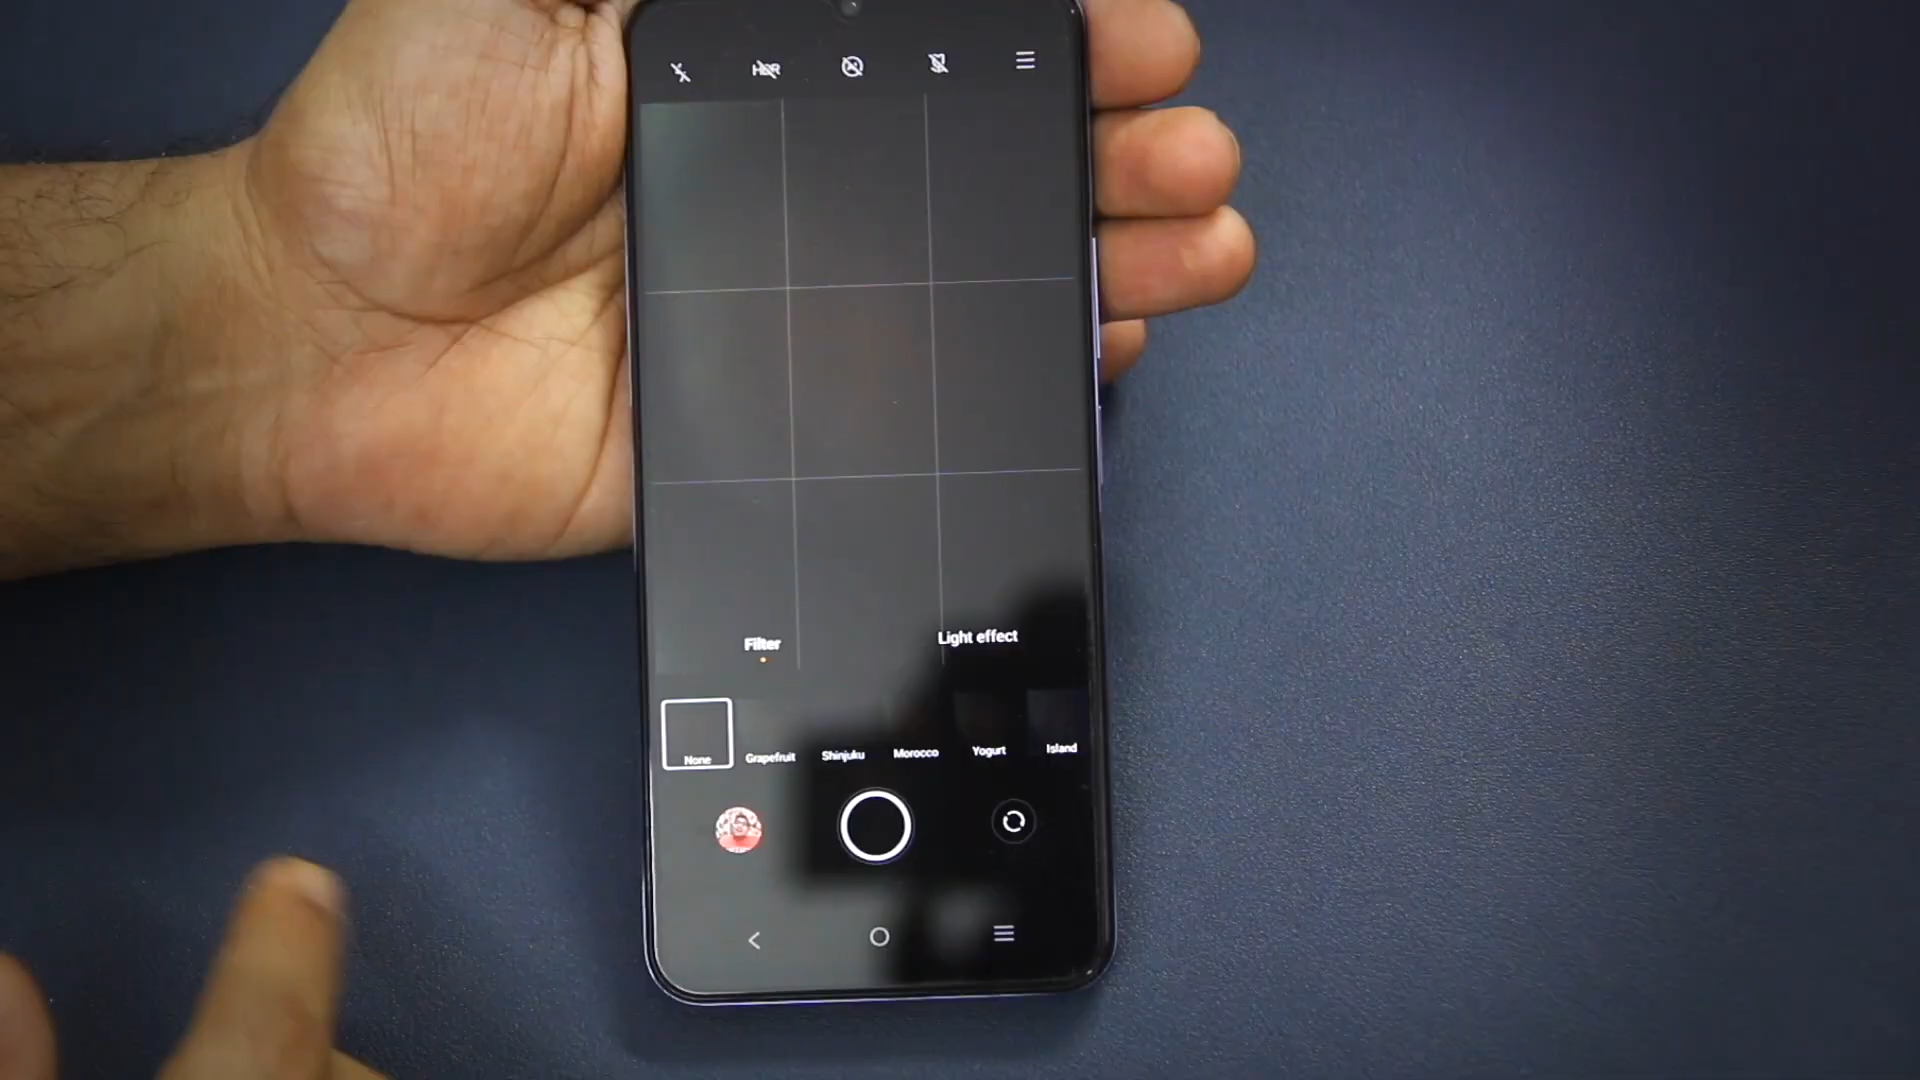 HDR
Filter
Light effect
None
Grapefruit
Shinjuku
Morocco
Yogurt
Island